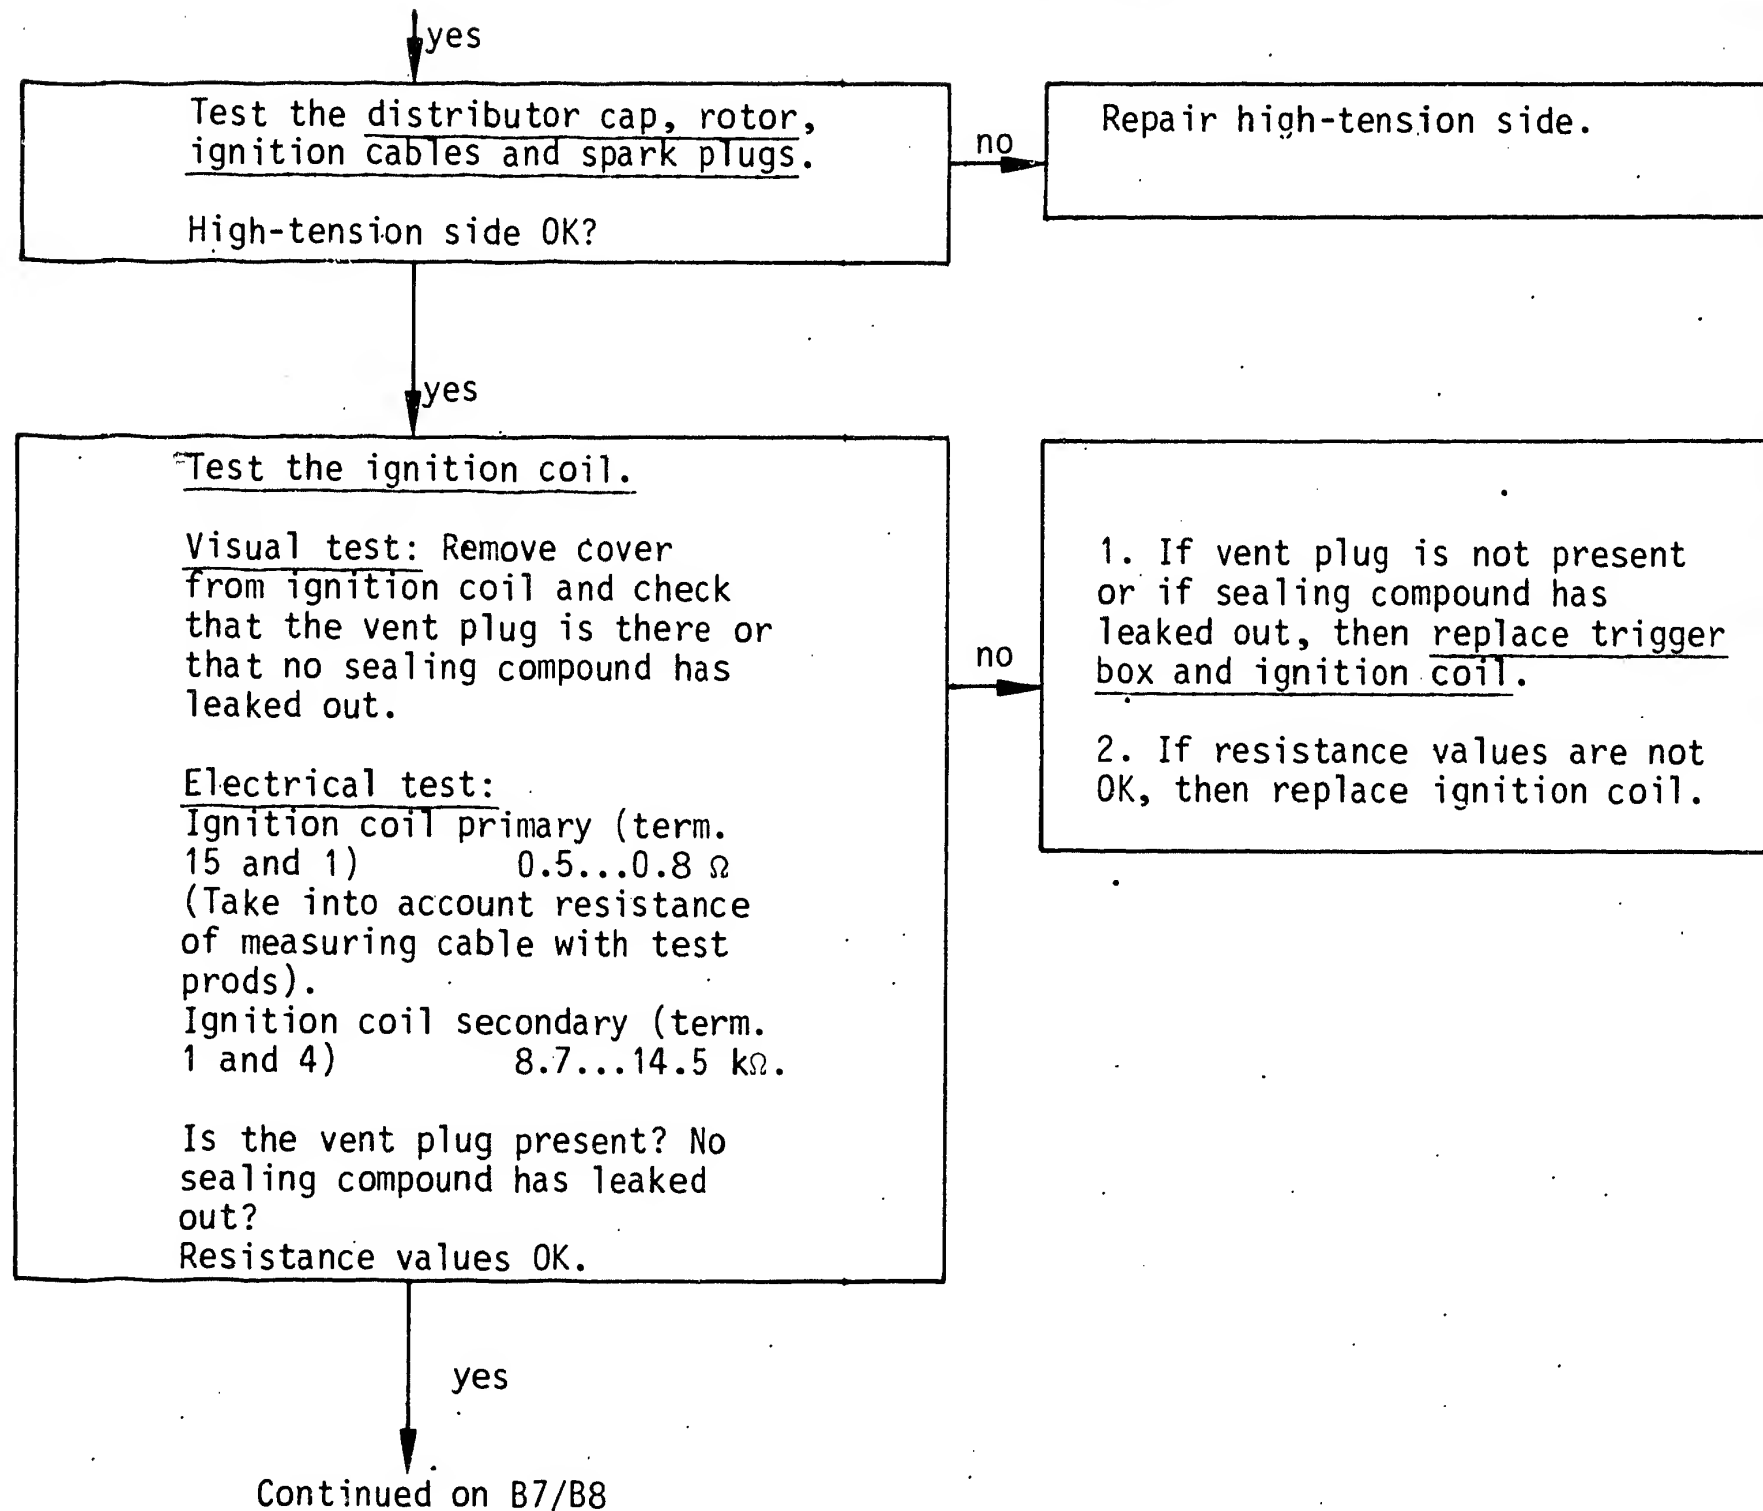 yes
Test the distributor cap, rotor,
ignition cables and spark plugs.
High-tension side OK?
no
Repair high-tension side.
yes
Test the ignition coil.
Visual test: Remove cover
from ignition coil and check
that the vent plug is there or
that no sealing compound has
leaked out.
Electrical test:
Ignition coil primary (term.
15 and 1) 0.5...0.8 Ω
(Take into account resistance
of measuring cable with test
prods).
Ignition coil secondary (term.
1 and 4) 8.7...14.5 kΩ.
Is the vent plug present? No
sealing compound has leaked
out?
Resistance values OK.
no
1. If vent plug is not present
or if sealing compound has
leaked out, then replace trigger
box and ignition coil.
2. If resistance values are not
OK, then replace ignition coil.
yes
Continued on B7/B8